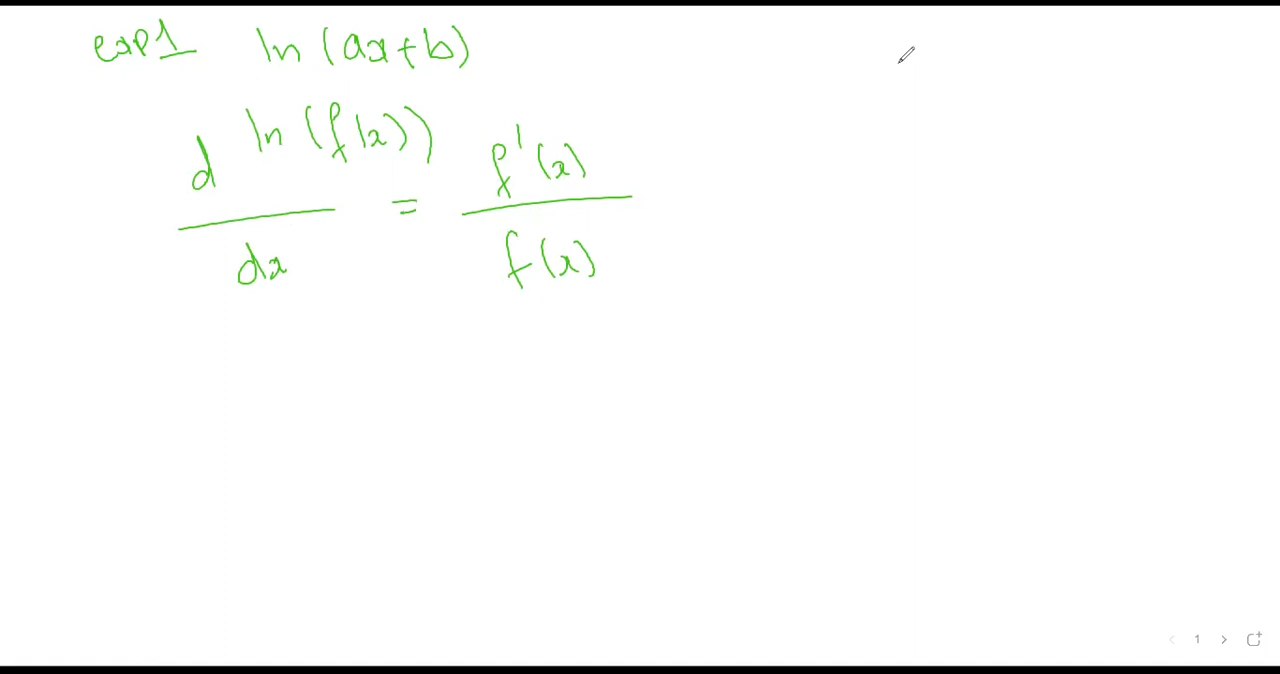 exp1 ln(ax+b)
d ln(f(x)) / dx = f'(x) / f(x)
1